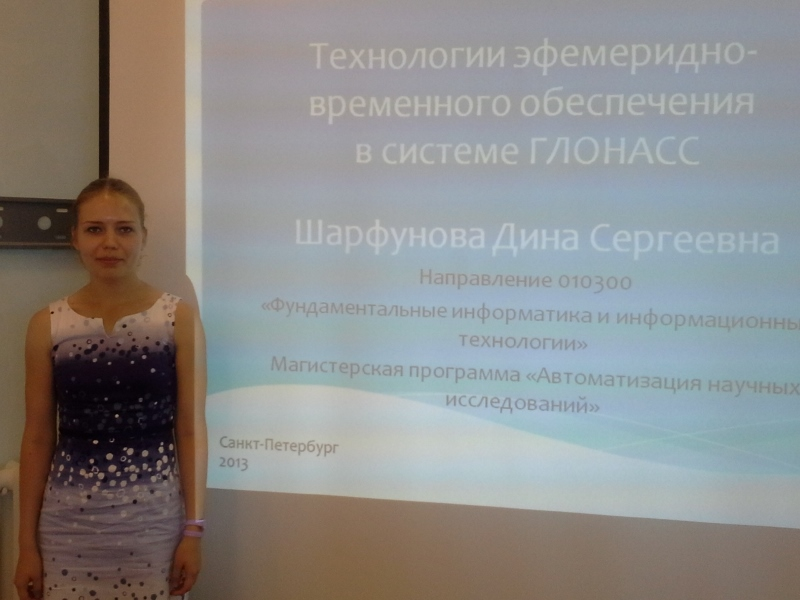 Технологии эфемеридно-
временного обеспечения
в системе ГЛОНАСС
Шарфунова Дина Сергеевна
Направление 010300
«Фундаментальные информатика и информационны
технологии»
Магистерская программа «Автоматизация научных
исследований»
Санкт-Петербург
2013